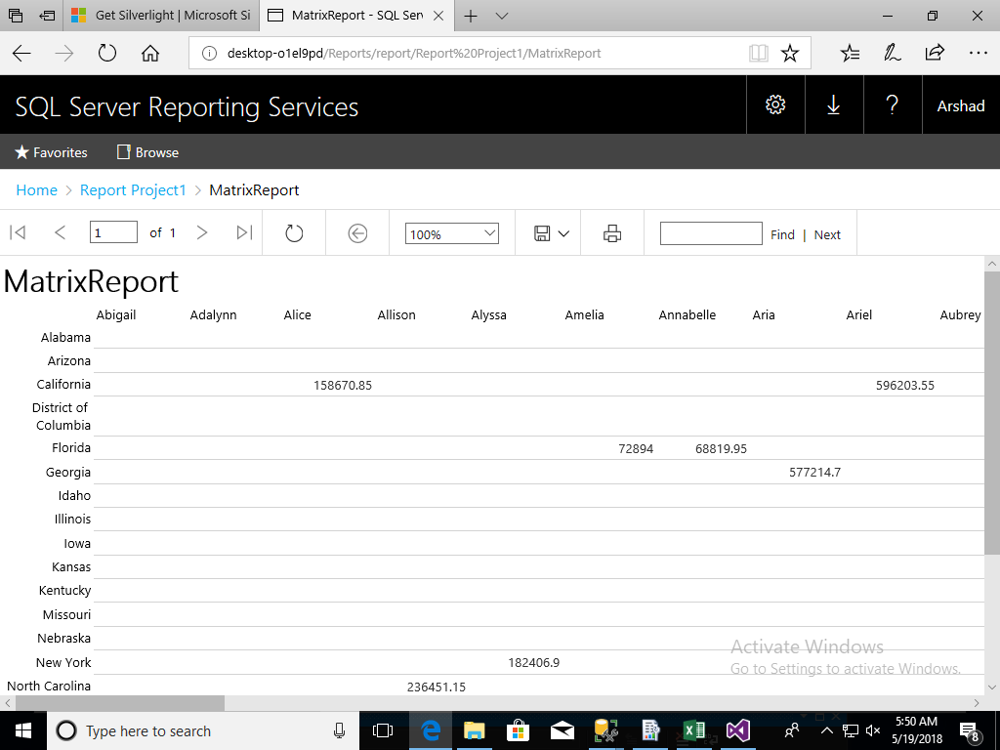 Get Silverlight | Microsoft Si
MatrixReport - SQL Serv
desktop-o1el9pd/Reports/report/Report%20Project1/MatrixReport
SQL Server Reporting Services
? Arshad
Favorites Browse
Home > Report Project1 > MatrixReport
1 of 1 100% Find | Next
MatrixReport
Abigail Adalynn Alice Allison Alyssa Amelia Annabelle Aria Ariel Aubrey
Alabama
Arizona
California 158670.85 596203.55
District of
Columbia
Florida 72894 68819.95
Georgia 577214.7
Idaho
Illinois
Iowa
Kansas
Kentucky
Missouri
Nebraska
Activate Windows
New York 182406.9
Go to Settings to activate Windows.
North Carolina 236451.15
Type here to search
5:50 AM
5/19/2018
8